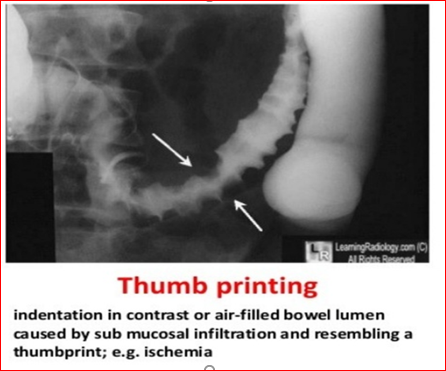 LR
LearningRadiology.com (C)
All Rights Reserved
Thumb printing
indentation in contrast or air-filled bowel lumen
caused by sub mucosal infiltration and resembling a
thumbprint; e.g. ischemia